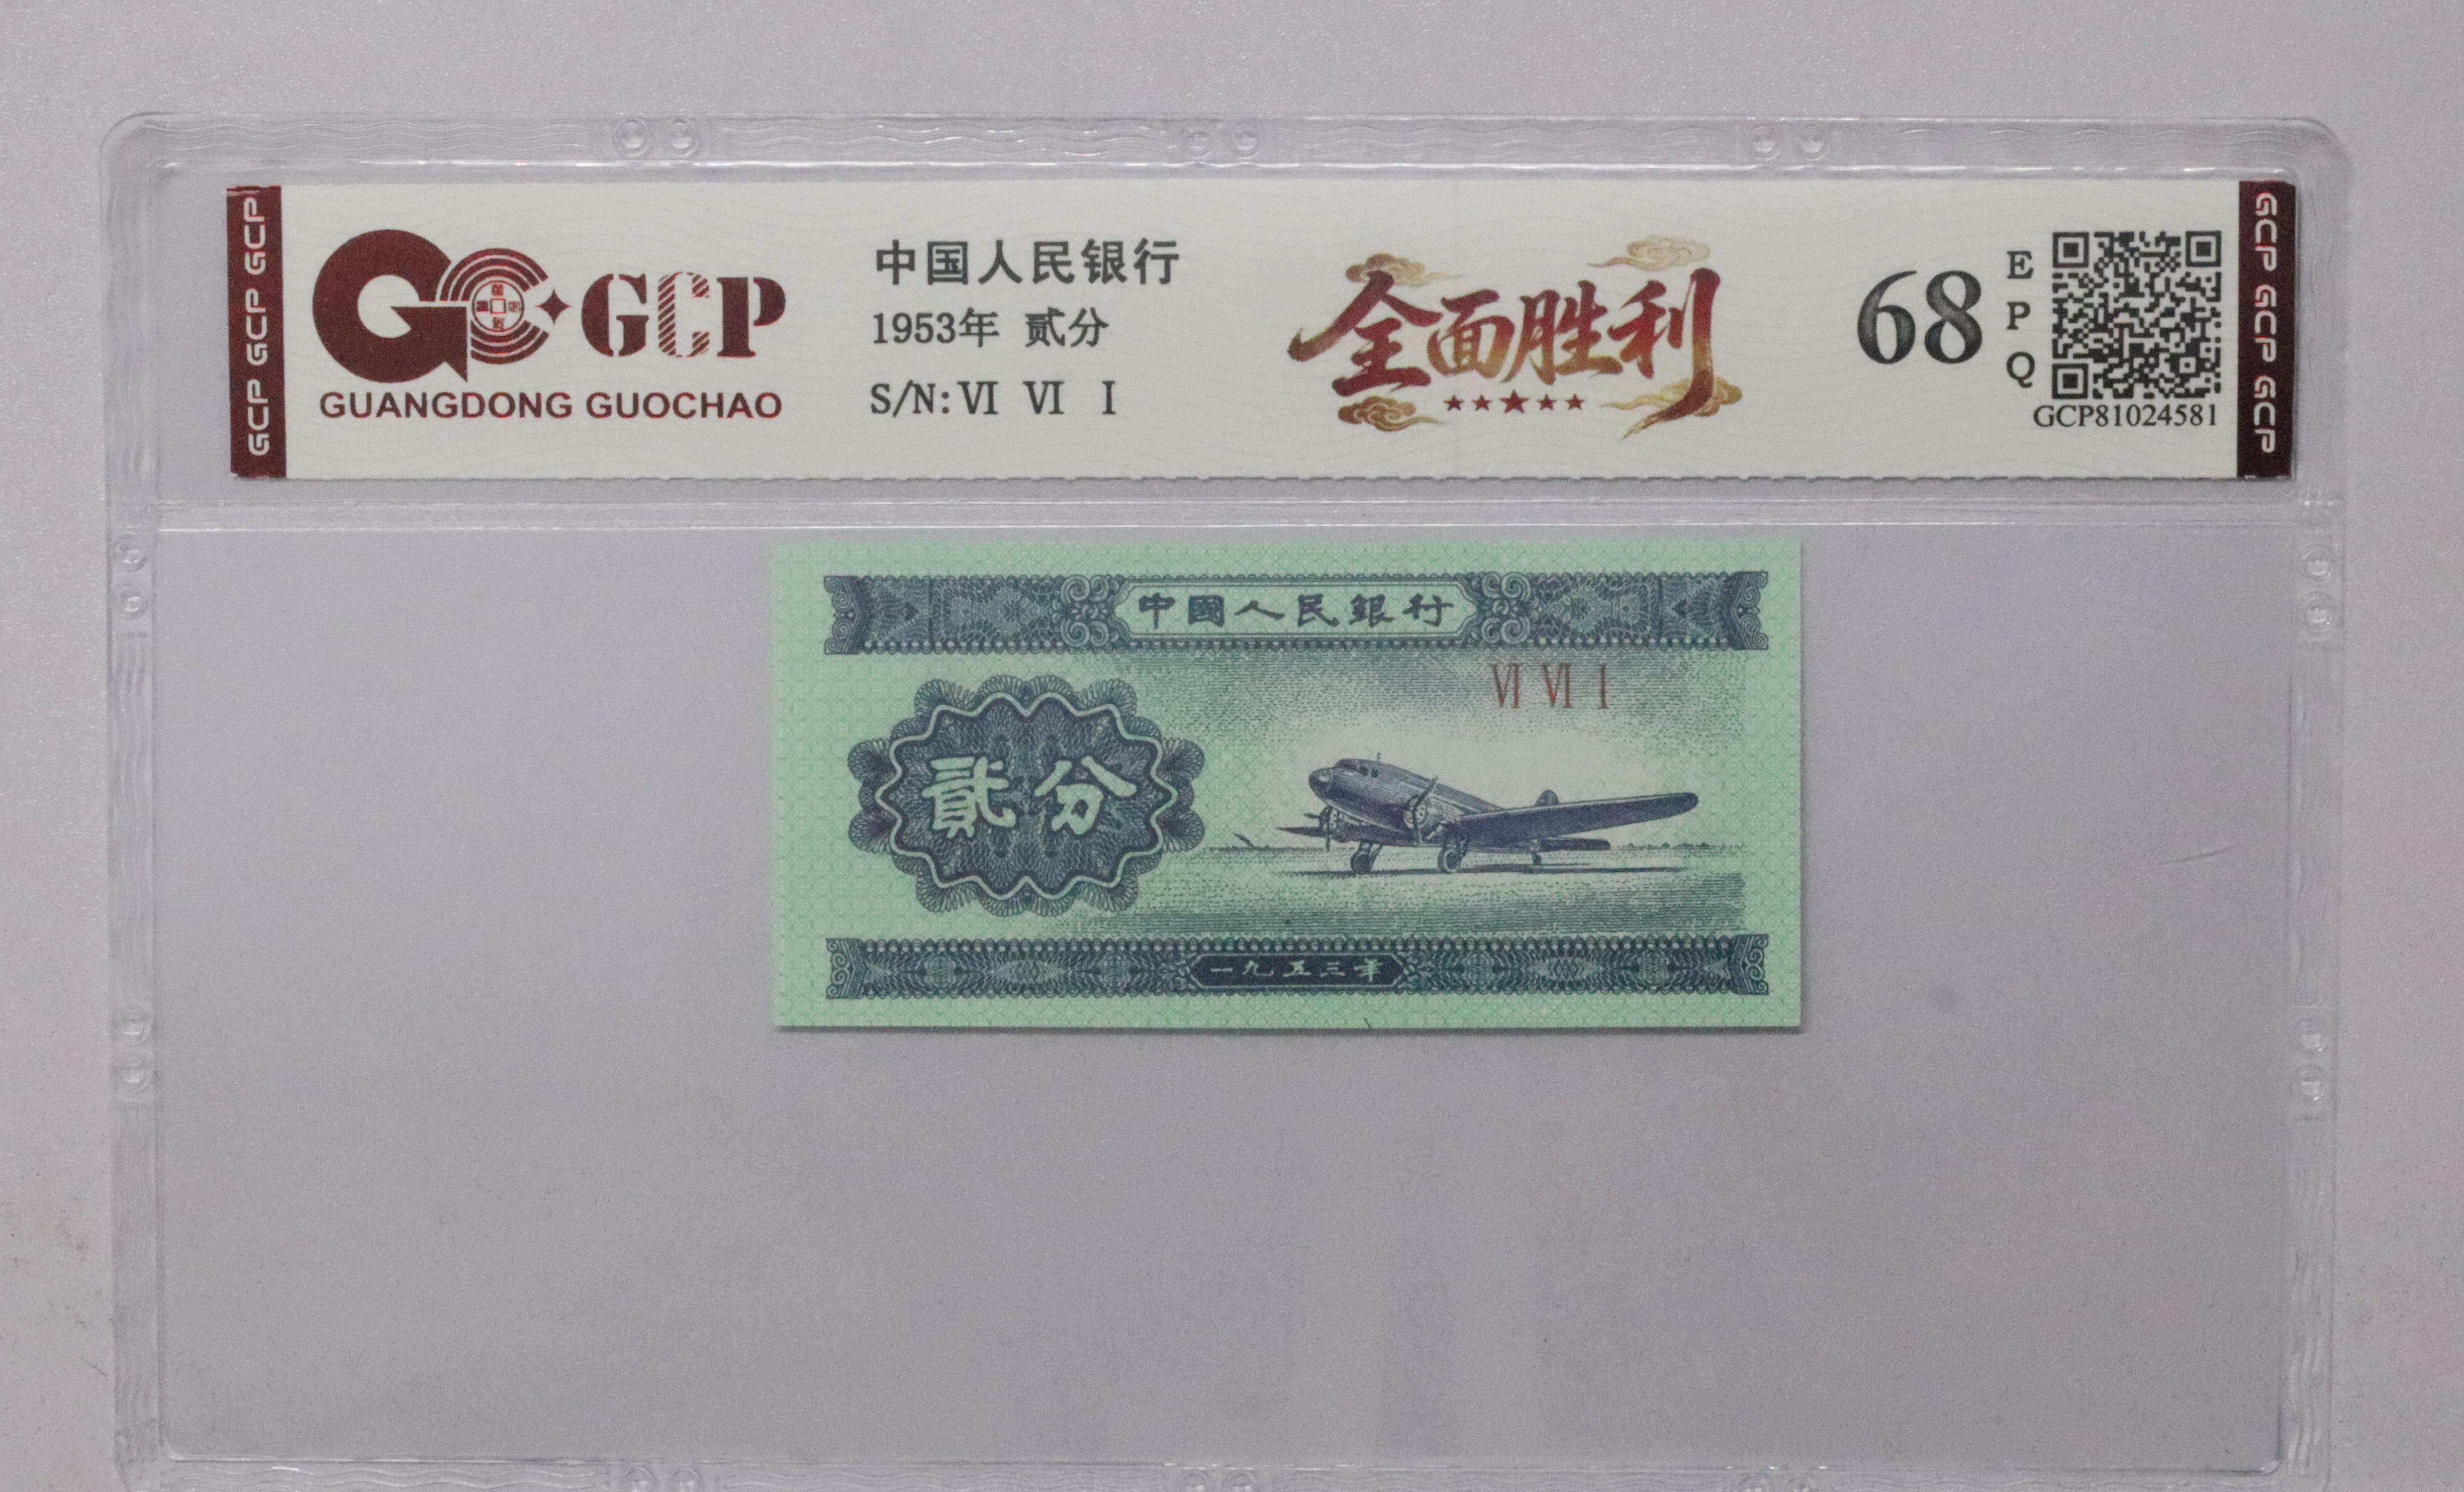 GCP GCP GCP
GCP
GUANGDONG GUOCHAO
中国人民银行
1953年 贰分
S/N: VI VI I
全面胜利
68
EPQ
GCP81024581
GCP GCP GCP
中國人民銀行
VI VI I
貳分
一九五三年